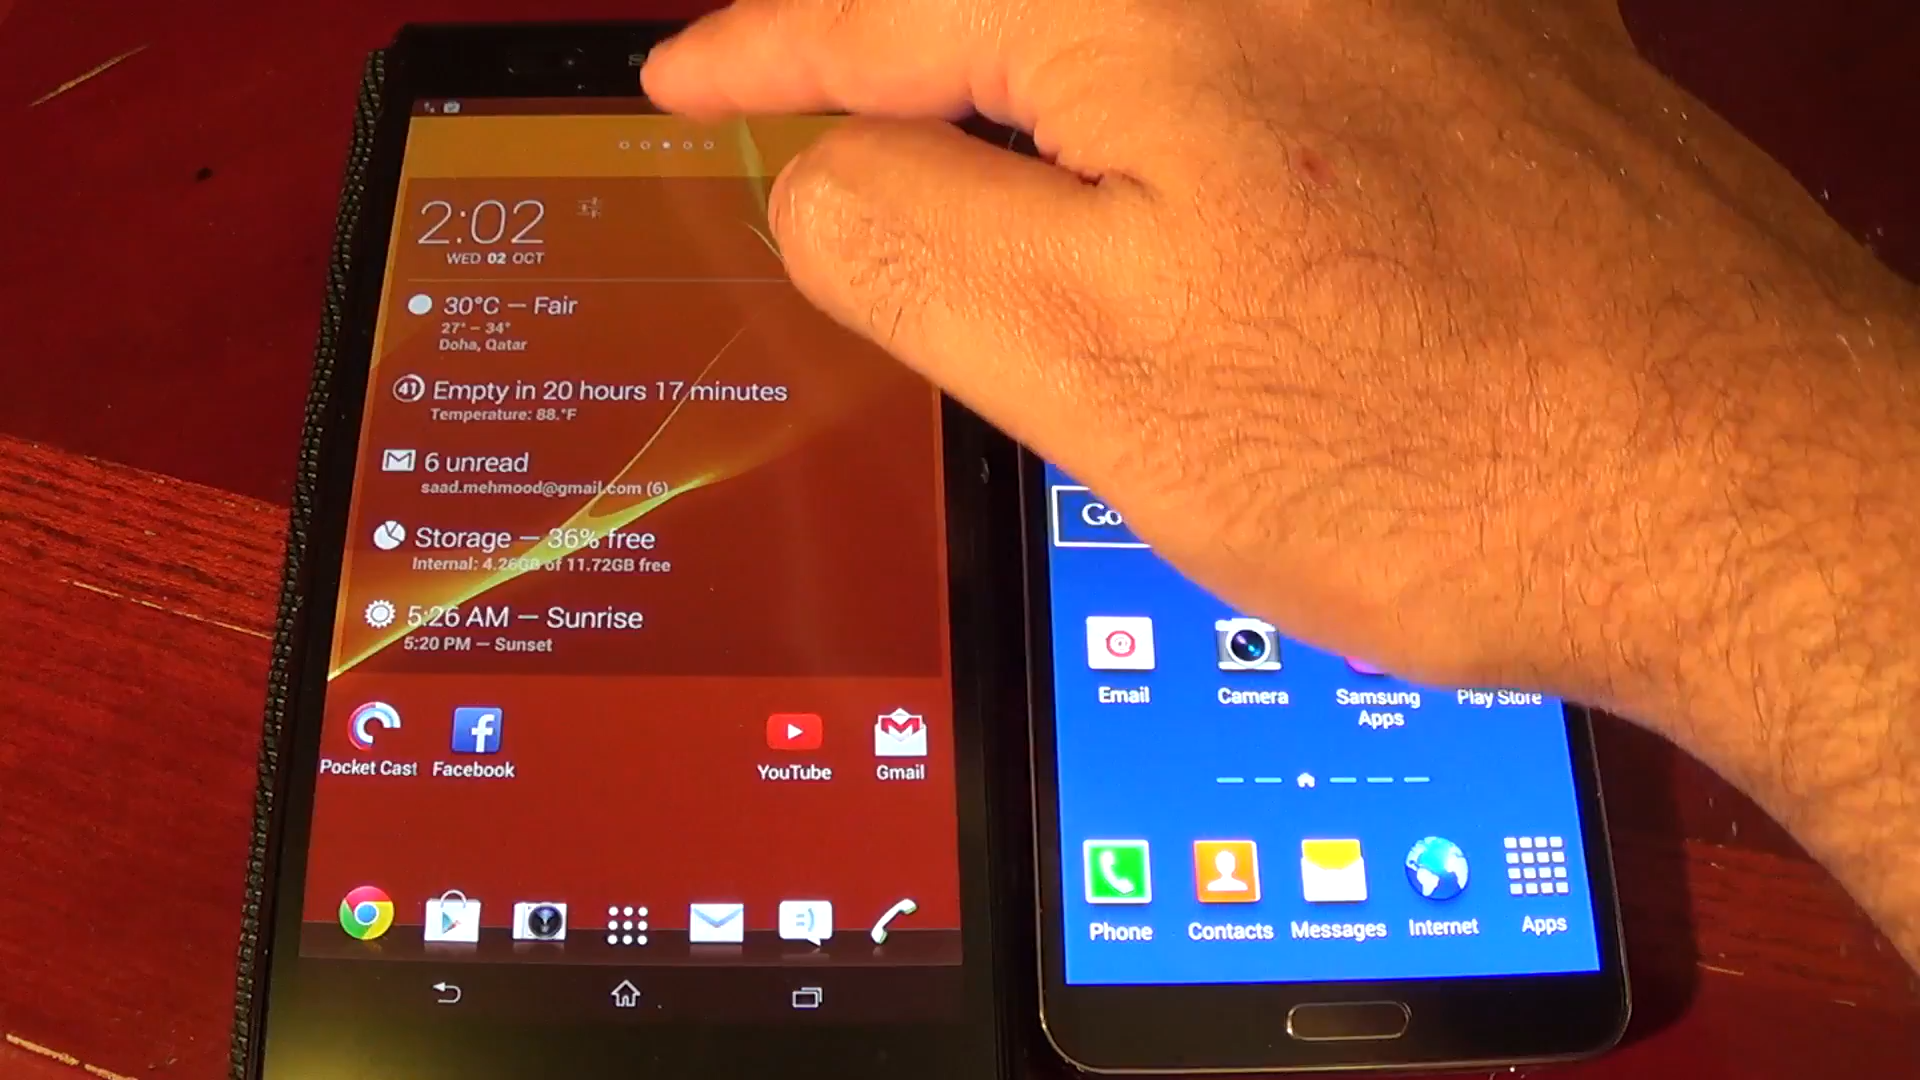 2:02
WED 02 OCT
30°C — Fair
27° – 34°
Doha, Qatar
41
Empty in 20 hours 17 minutes
Temperature: 88.°F
6 unread
saad.mehmood@gmail.com (6)
Storage — 36% free
Internal: 4.26GB of 11.72GB free
5:26 AM — Sunrise
5:20 PM — Sunset
Pocket Cast
Facebook
YouTube
Gmail
Email
Camera
Samsung
Apps
Play Store
Phone
Contacts
Messages
Internet
Apps